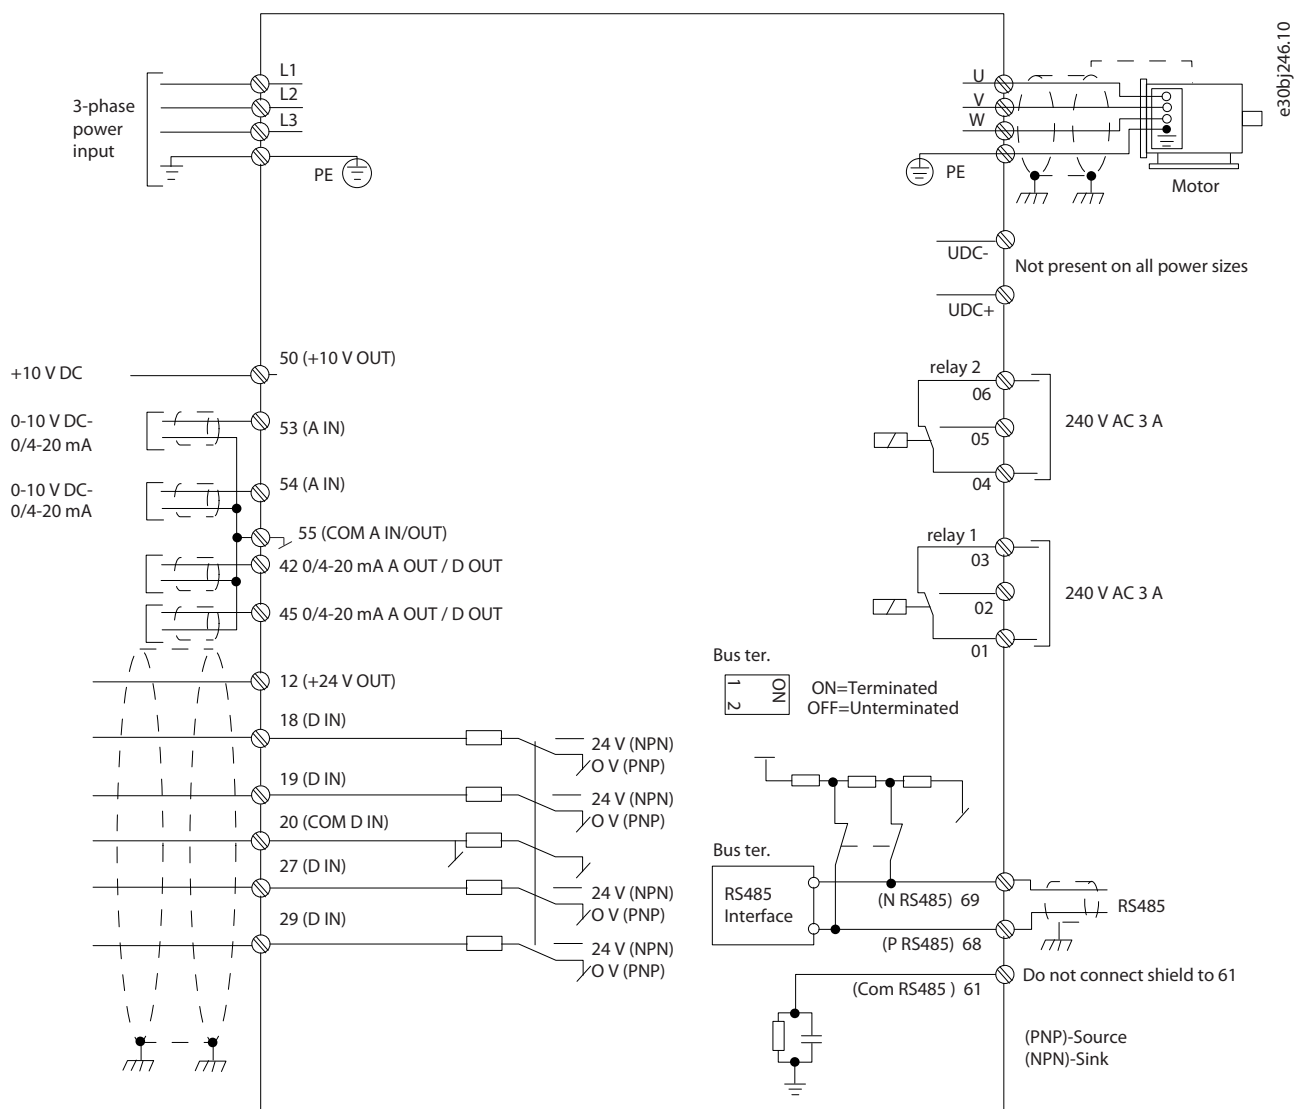 e30bj246.10
3-phase
power
input
L1
L2
L3
PE
U
V
W
PE
Motor
UDC-
Not present on all power sizes
UDC+
+10 V DC
50 (+10 V OUT)
0-10 V DC-
0/4-20 mA
53 (A IN)
0-10 V DC-
0/4-20 mA
54 (A IN)
55 (COM A IN/OUT)
42 0/4-20 mA A OUT / D OUT
45 0/4-20 mA A OUT / D OUT
12 (+24 V OUT)
18 (D IN)
24 V (NPN)
O V (PNP)
19 (D IN)
24 V (NPN)
O V (PNP)
20 (COM D IN)
27 (D IN)
24 V (NPN)
O V (PNP)
29 (D IN)
24 V (NPN)
O V (PNP)
relay 2
06
05
04
240 V AC 3 A
relay 1
03
02
01
240 V AC 3 A
Bus ter.
1
2
ON
ON=Terminated
OFF=Unterminated
Bus ter.
RS485
Interface
(N RS485) 69
(P RS485) 68
RS485
(Com RS485 ) 61
Do not connect shield to 61
(PNP)-Source
(NPN)-Sink